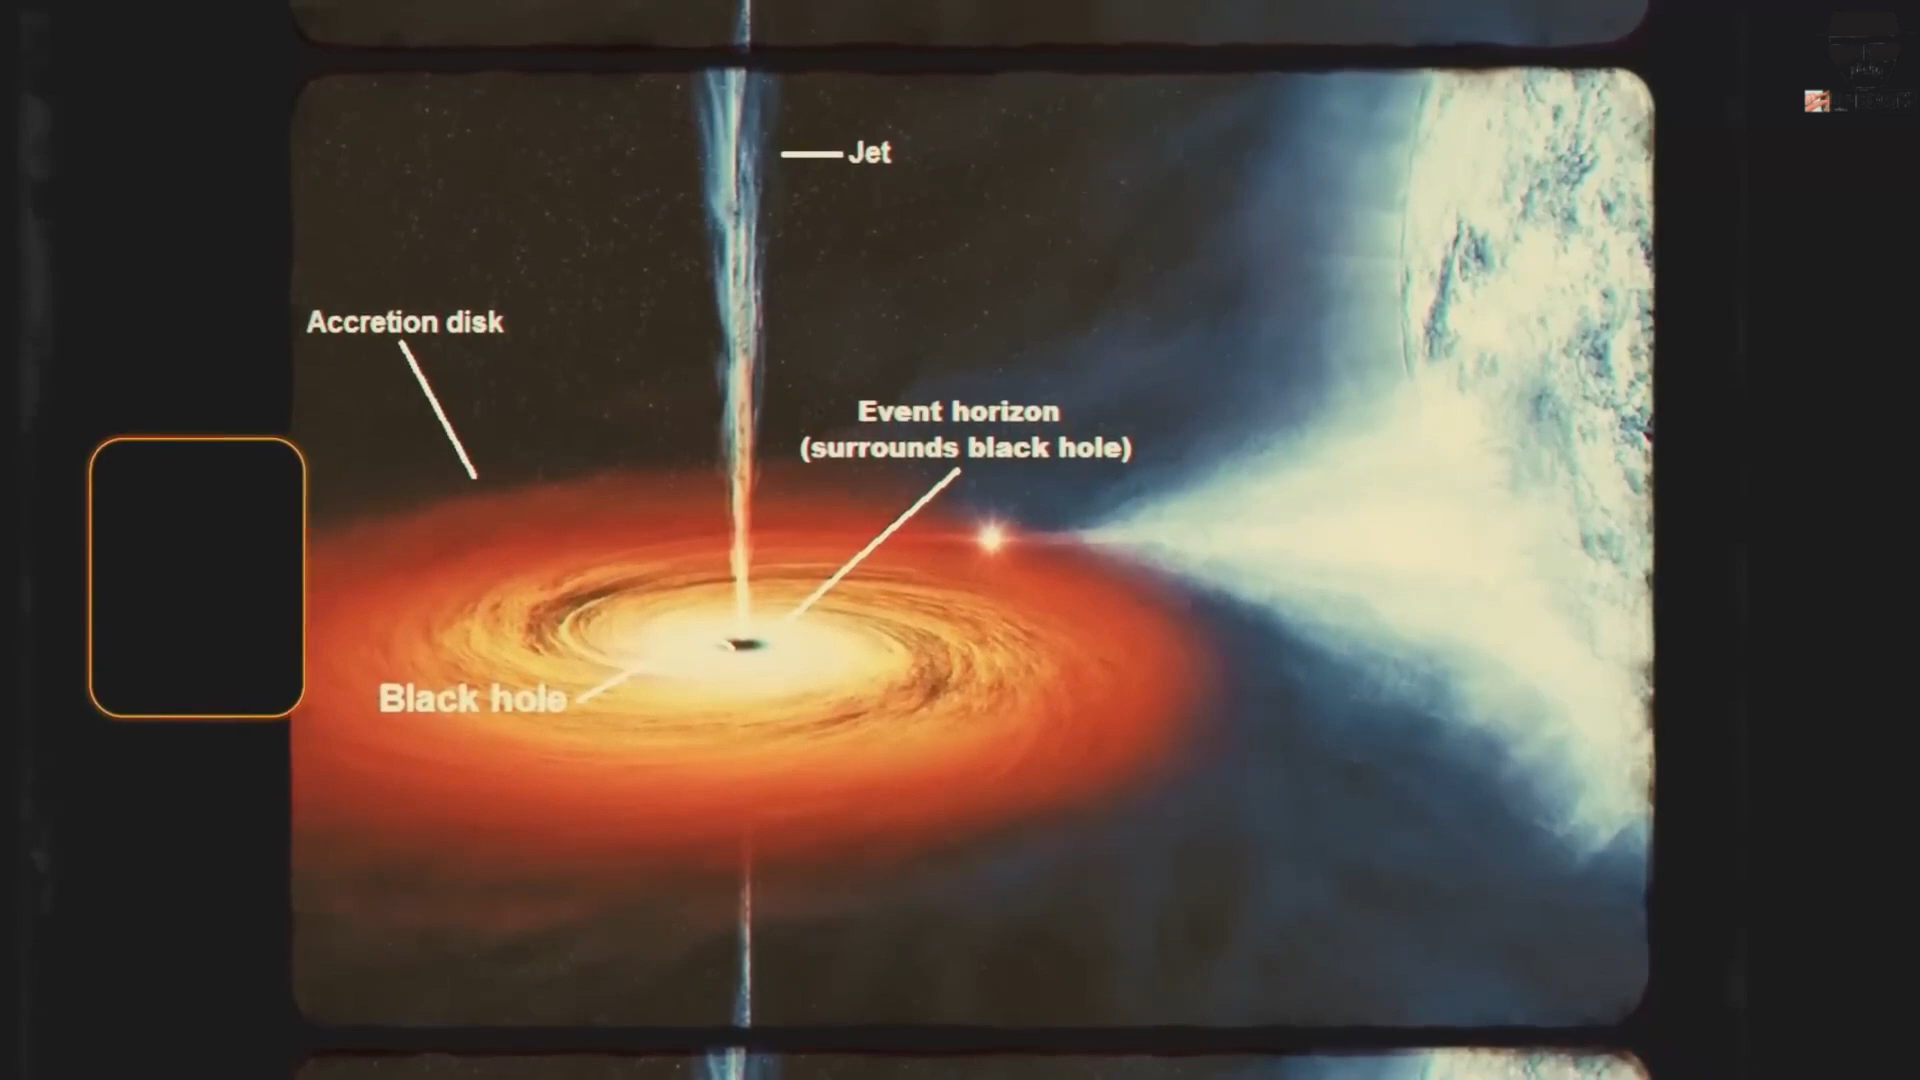 Jet
Accretion disk
Event horizon
(surrounds black hole)
Black hole